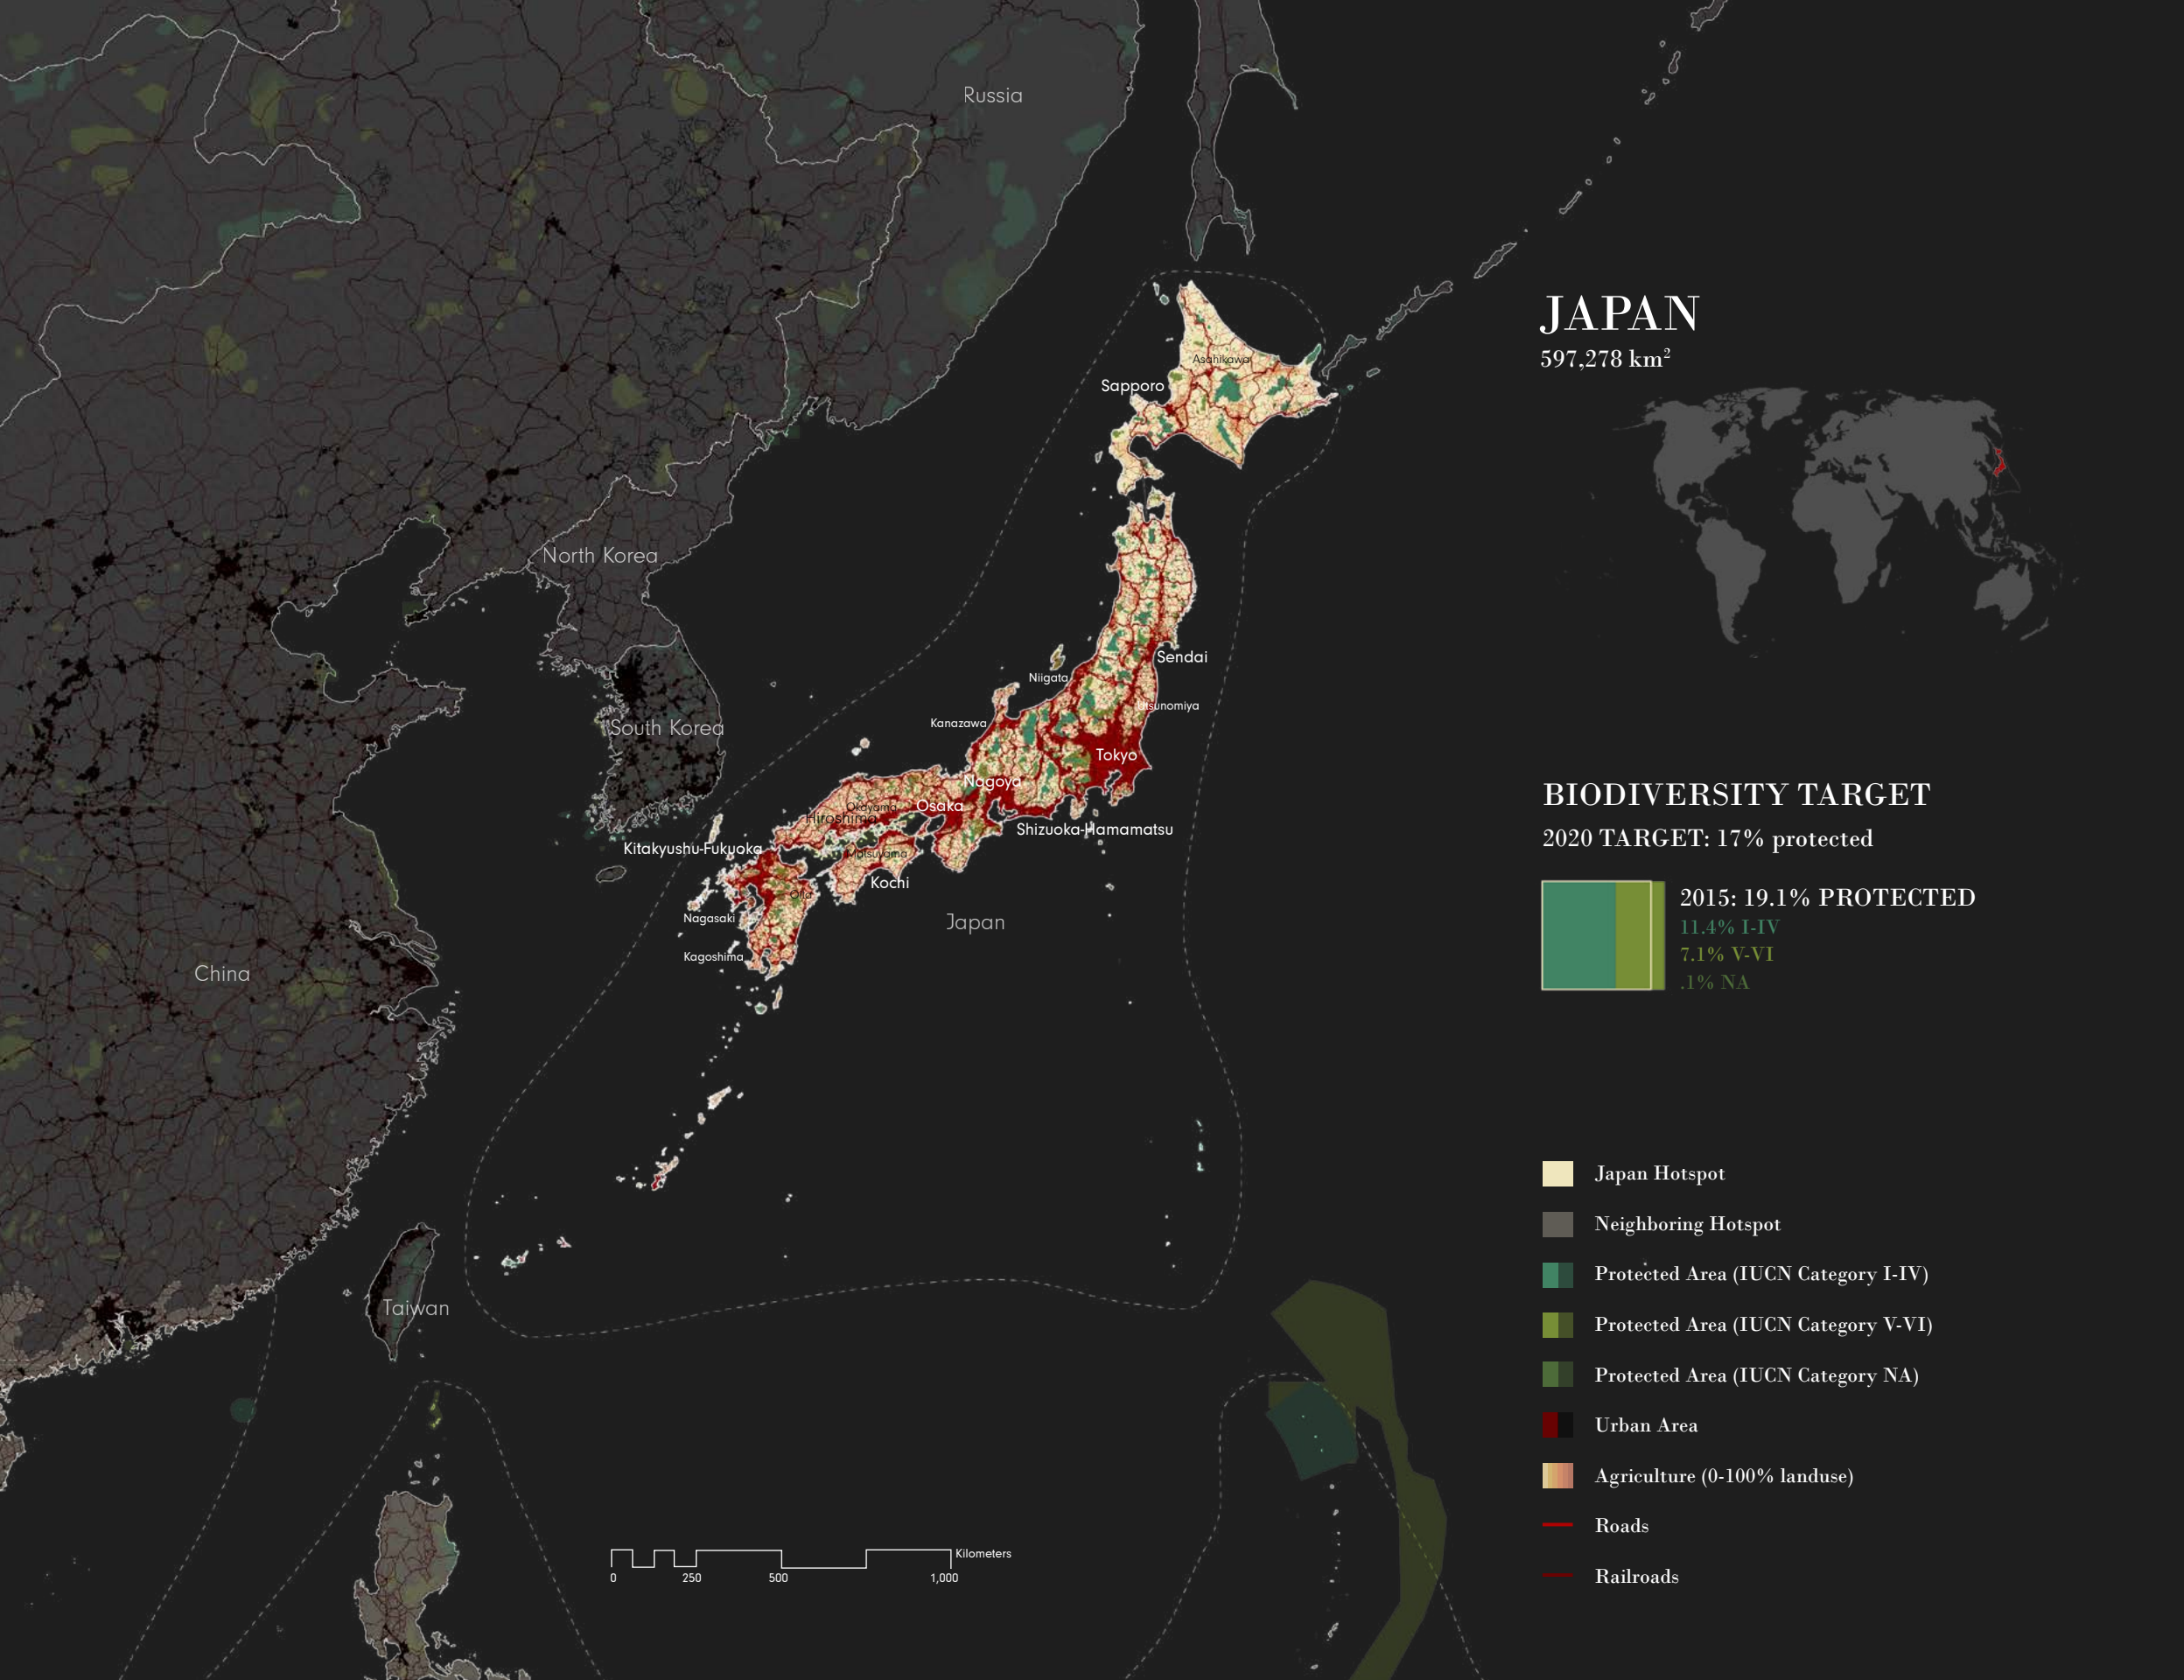 Russia
JAPAN
597,278 km²
Asahikawa
Sapporo
North Korea
Sendai
Niigata
Utsunomiya
Kanazawa
South Korea
Tokyo
Nagoya
Okayama
Osaka
Hiroshima
Shizuoka-Hamamatsu
Kitakyushu-Fukuoka
Matsuyama
Kochi
Oita
Nagasaki
Japan
Kagoshima
China
Taiwan
BIODIVERSITY TARGET
2020 TARGET: 17% protected
2015: 19.1% PROTECTED
11.4% I-IV
7.1% V-VI
.1% NA
Japan Hotspot
Neighboring Hotspot
Protected Area (IUCN Category I-IV)
Protected Area (IUCN Category V-VI)
Protected Area (IUCN Category NA)
Urban Area
Agriculture (0-100% landuse)
Roads
Railroads
Kilometers
0 250 500 1,000